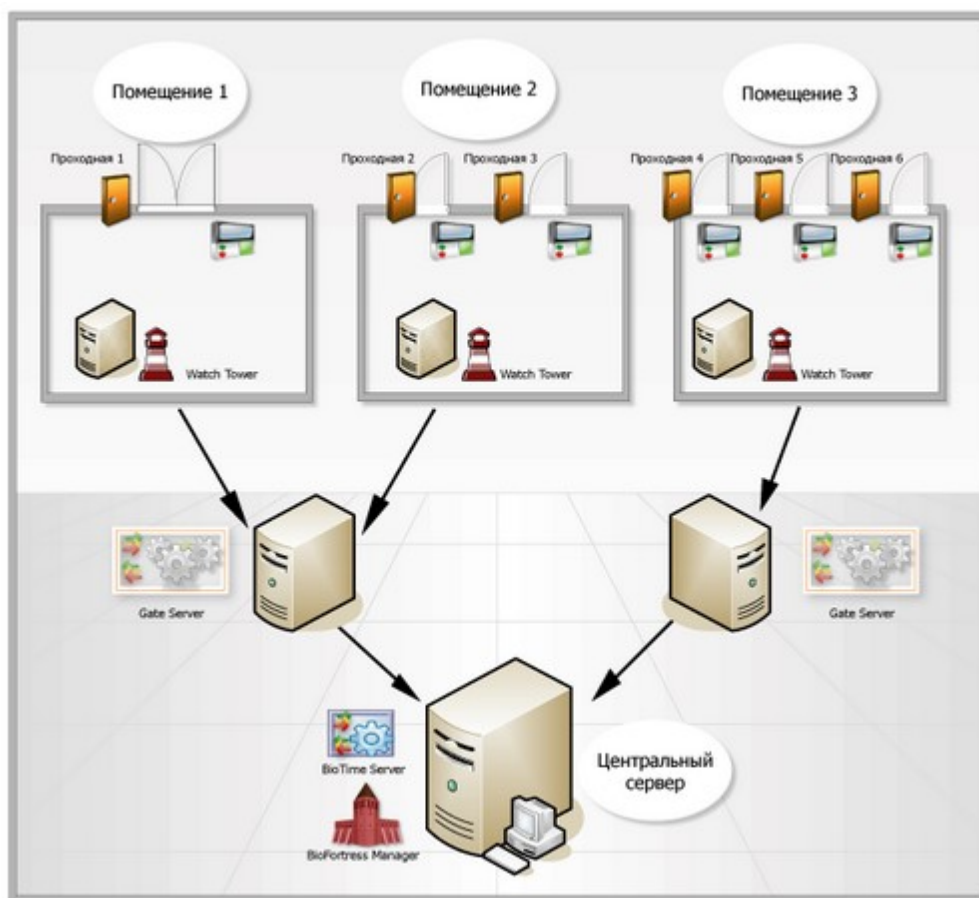 Помещение 1
Помещение 2
Помещение 3
Проходная 1
Проходная 2
Проходная 3
Проходная 4
Проходная 5
Проходная 6
Watch Tower
Watch Tower
Watch Tower
Gate Server
Gate Server
BioTime Server
Центральный
сервер
BioFortress Manager